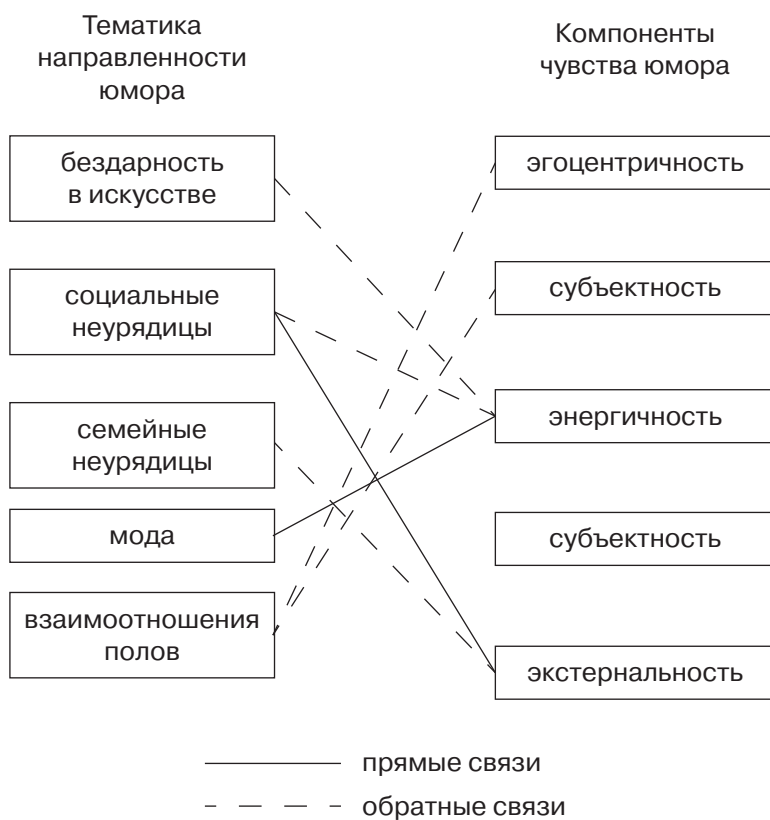 Тематика
направленности
юмора
Компоненты
чувства юмора
бездарность
в искусстве
социальные
неурядицы
семейные
неурядицы
мода
взаимоотношения
полов
эгоцентричность
субъектность
энергичность
субъектность
экстернальность
прямые связи
обратные связи